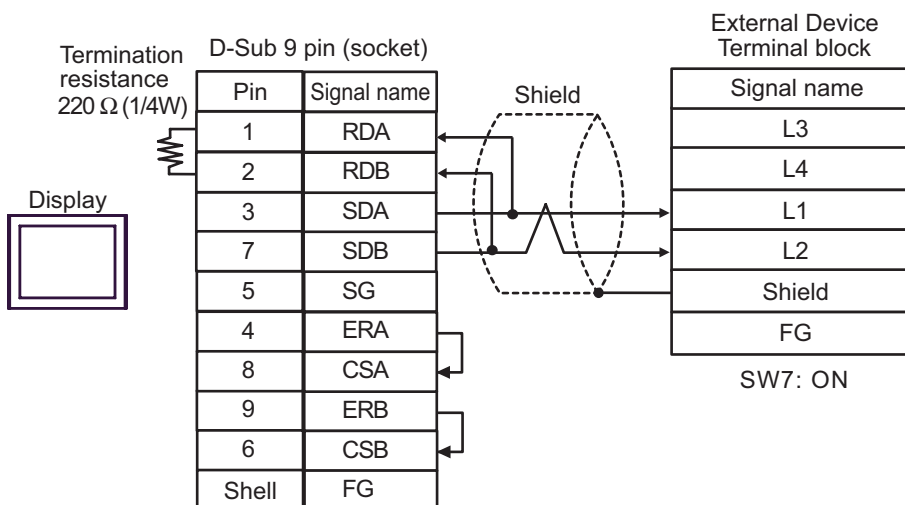 External Device
Terminal block
D-Sub 9 pin (socket)
Termination
resistance
220 Ω (1/4W)
Pin Signal name
Shield
Signal name
1 RDA
L3
2 RDB
L4
Display
3 SDA
L1
7 SDB
L2
5 SG
Shield
4 ERA
FG
8 CSA
SW7: ON
9 ERB
6 CSB
Shell FG